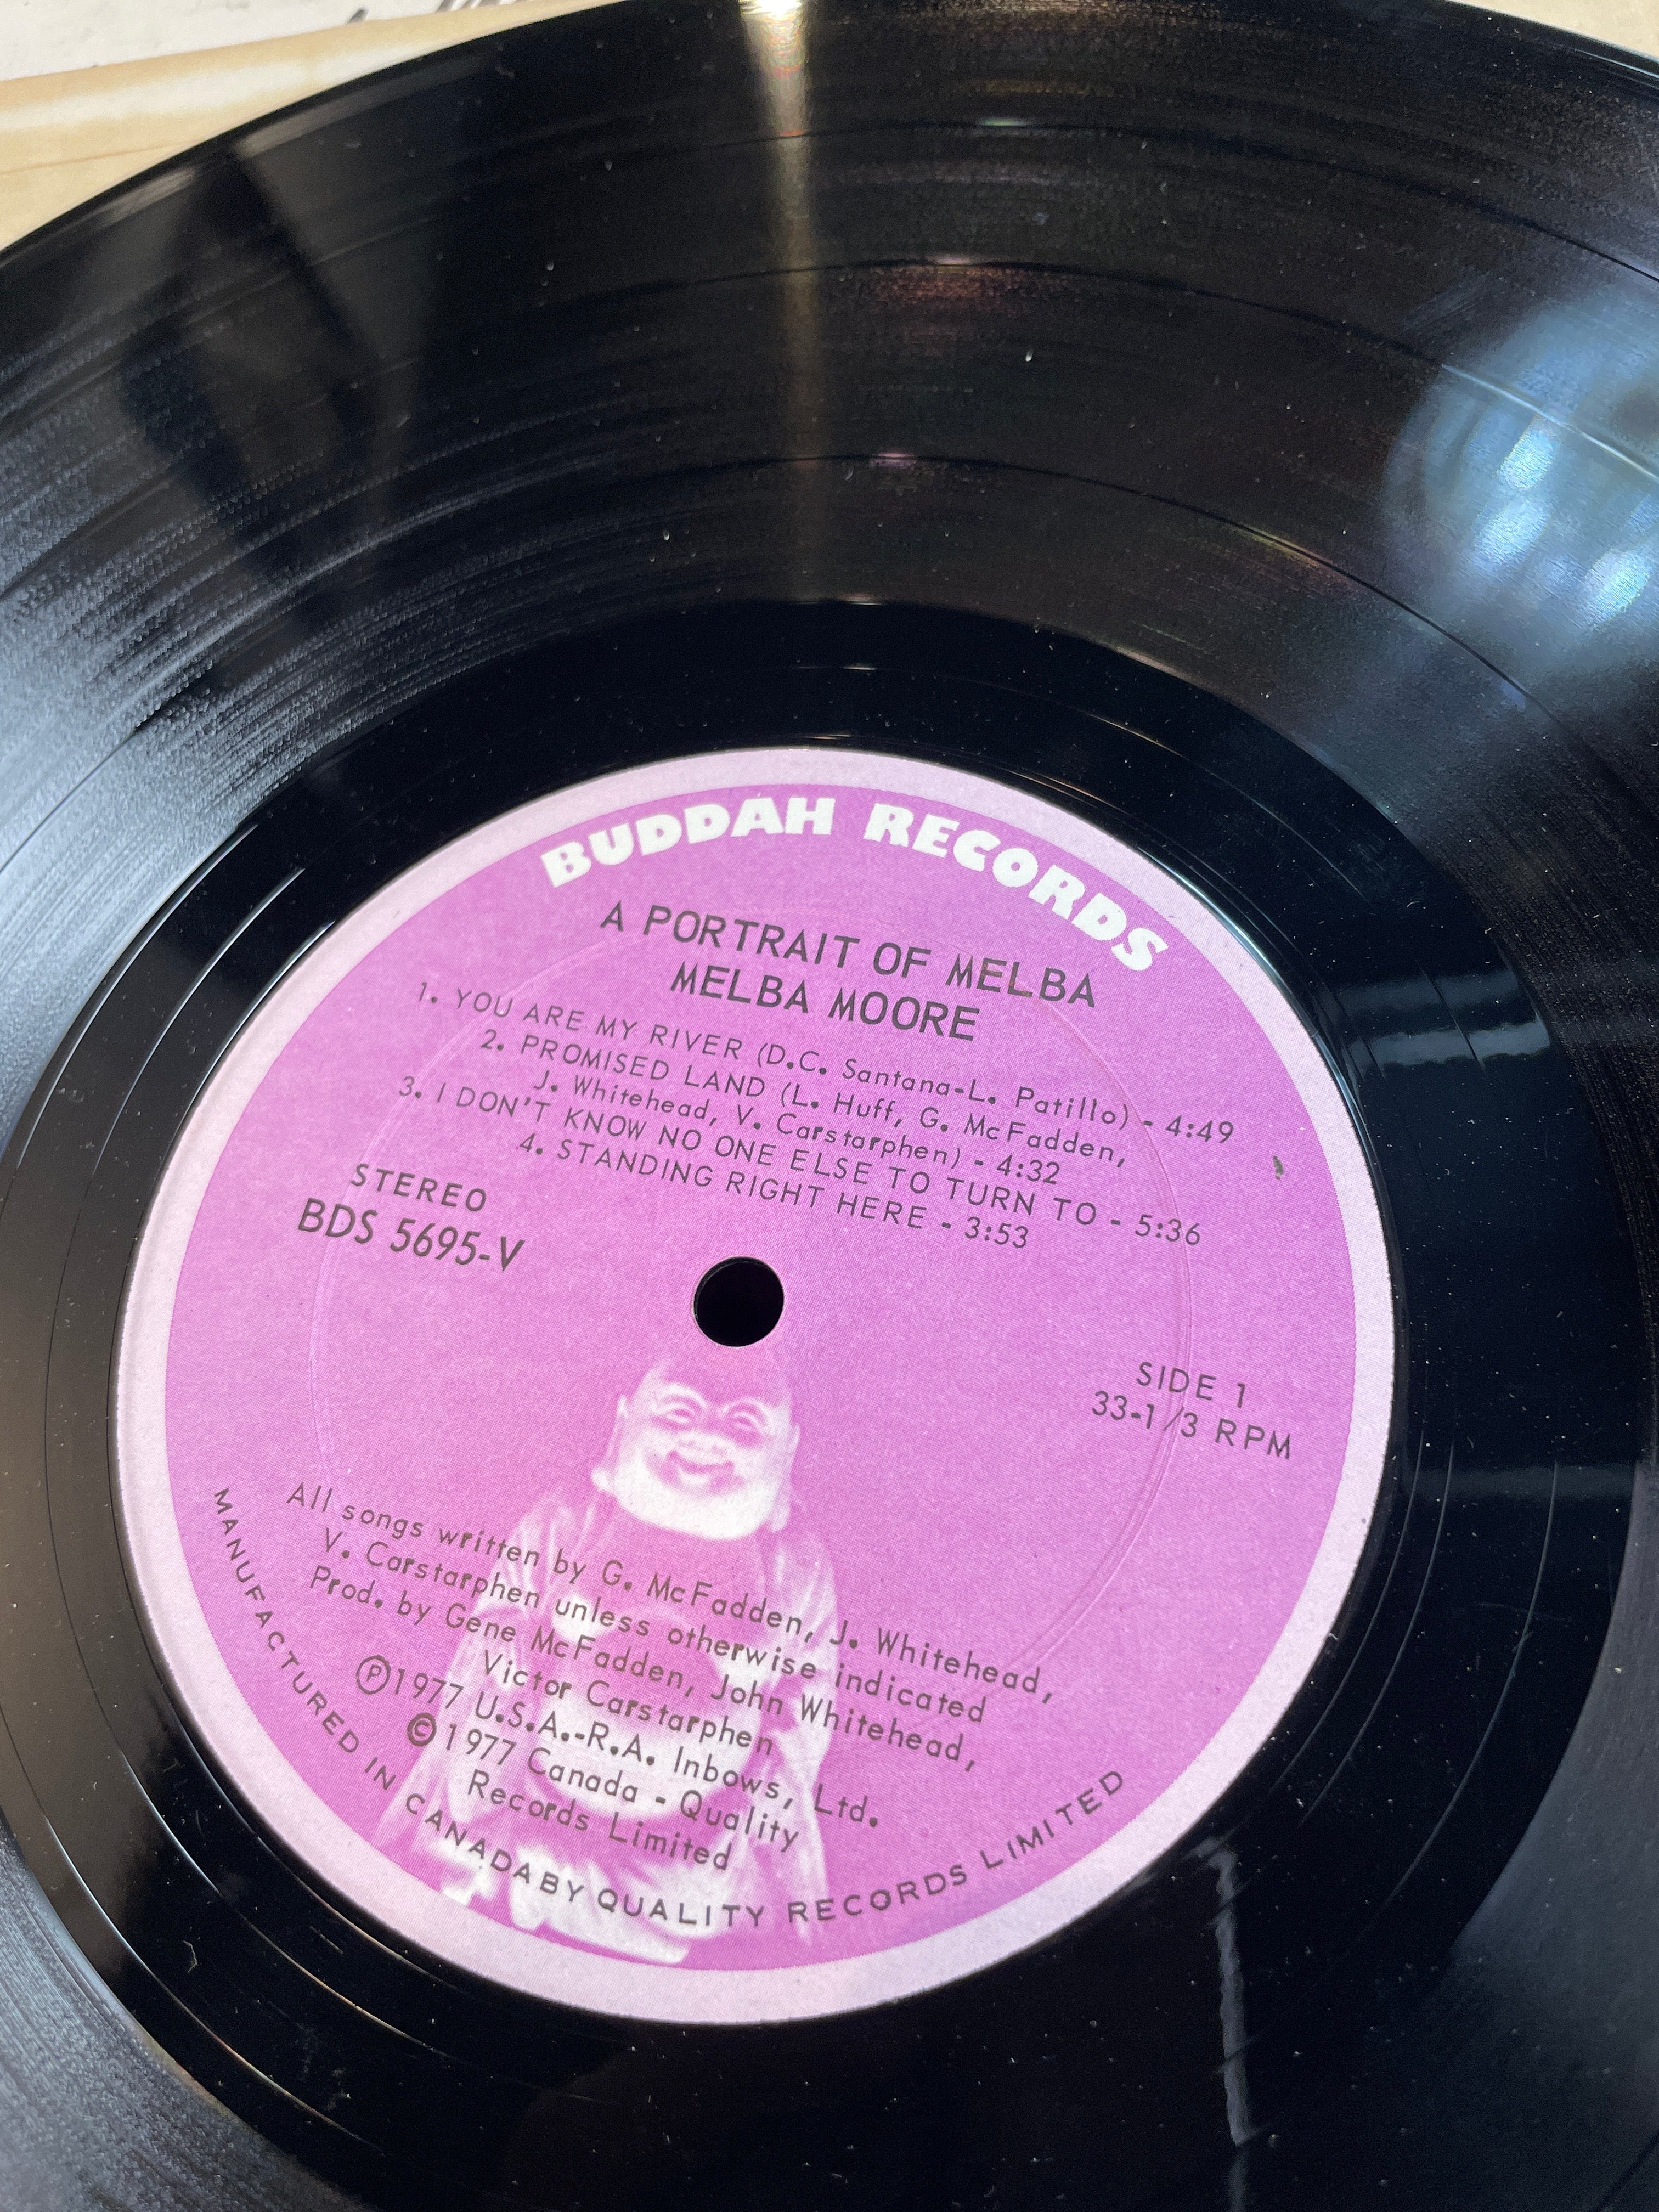 BUDDAH RECORDS
A PORTRAIT OF MELBA
MELBA MOORE
1. YOU ARE MY RIVER (D.C. Santana-L. Patillo) - 4:49
2. PROMISED LAND (L. Huff, G. McFadden,
J. Whitehead, V. Carstarphen) - 4:32
3. I DON'T KNOW NO ONE ELSE TO TURN TO - 5:36
4. STANDING RIGHT HERE - 3:53
STEREO
BDS 5695-V
SIDE 1
33-1/3 RPM
All songs written by G. McFadden, J. Whitehead,
V. Carstarphen unless otherwise indicated
Prod. by Gene McFadden, John Whitehead,
Victor Carstarphen
Ⓟ1977 U.S.A.-R.A. Inbows, Ltd.
©1977 Canada - Quality
Records Limited
MANUFACTURED IN CANADA BY QUALITY RECORDS LIMITED